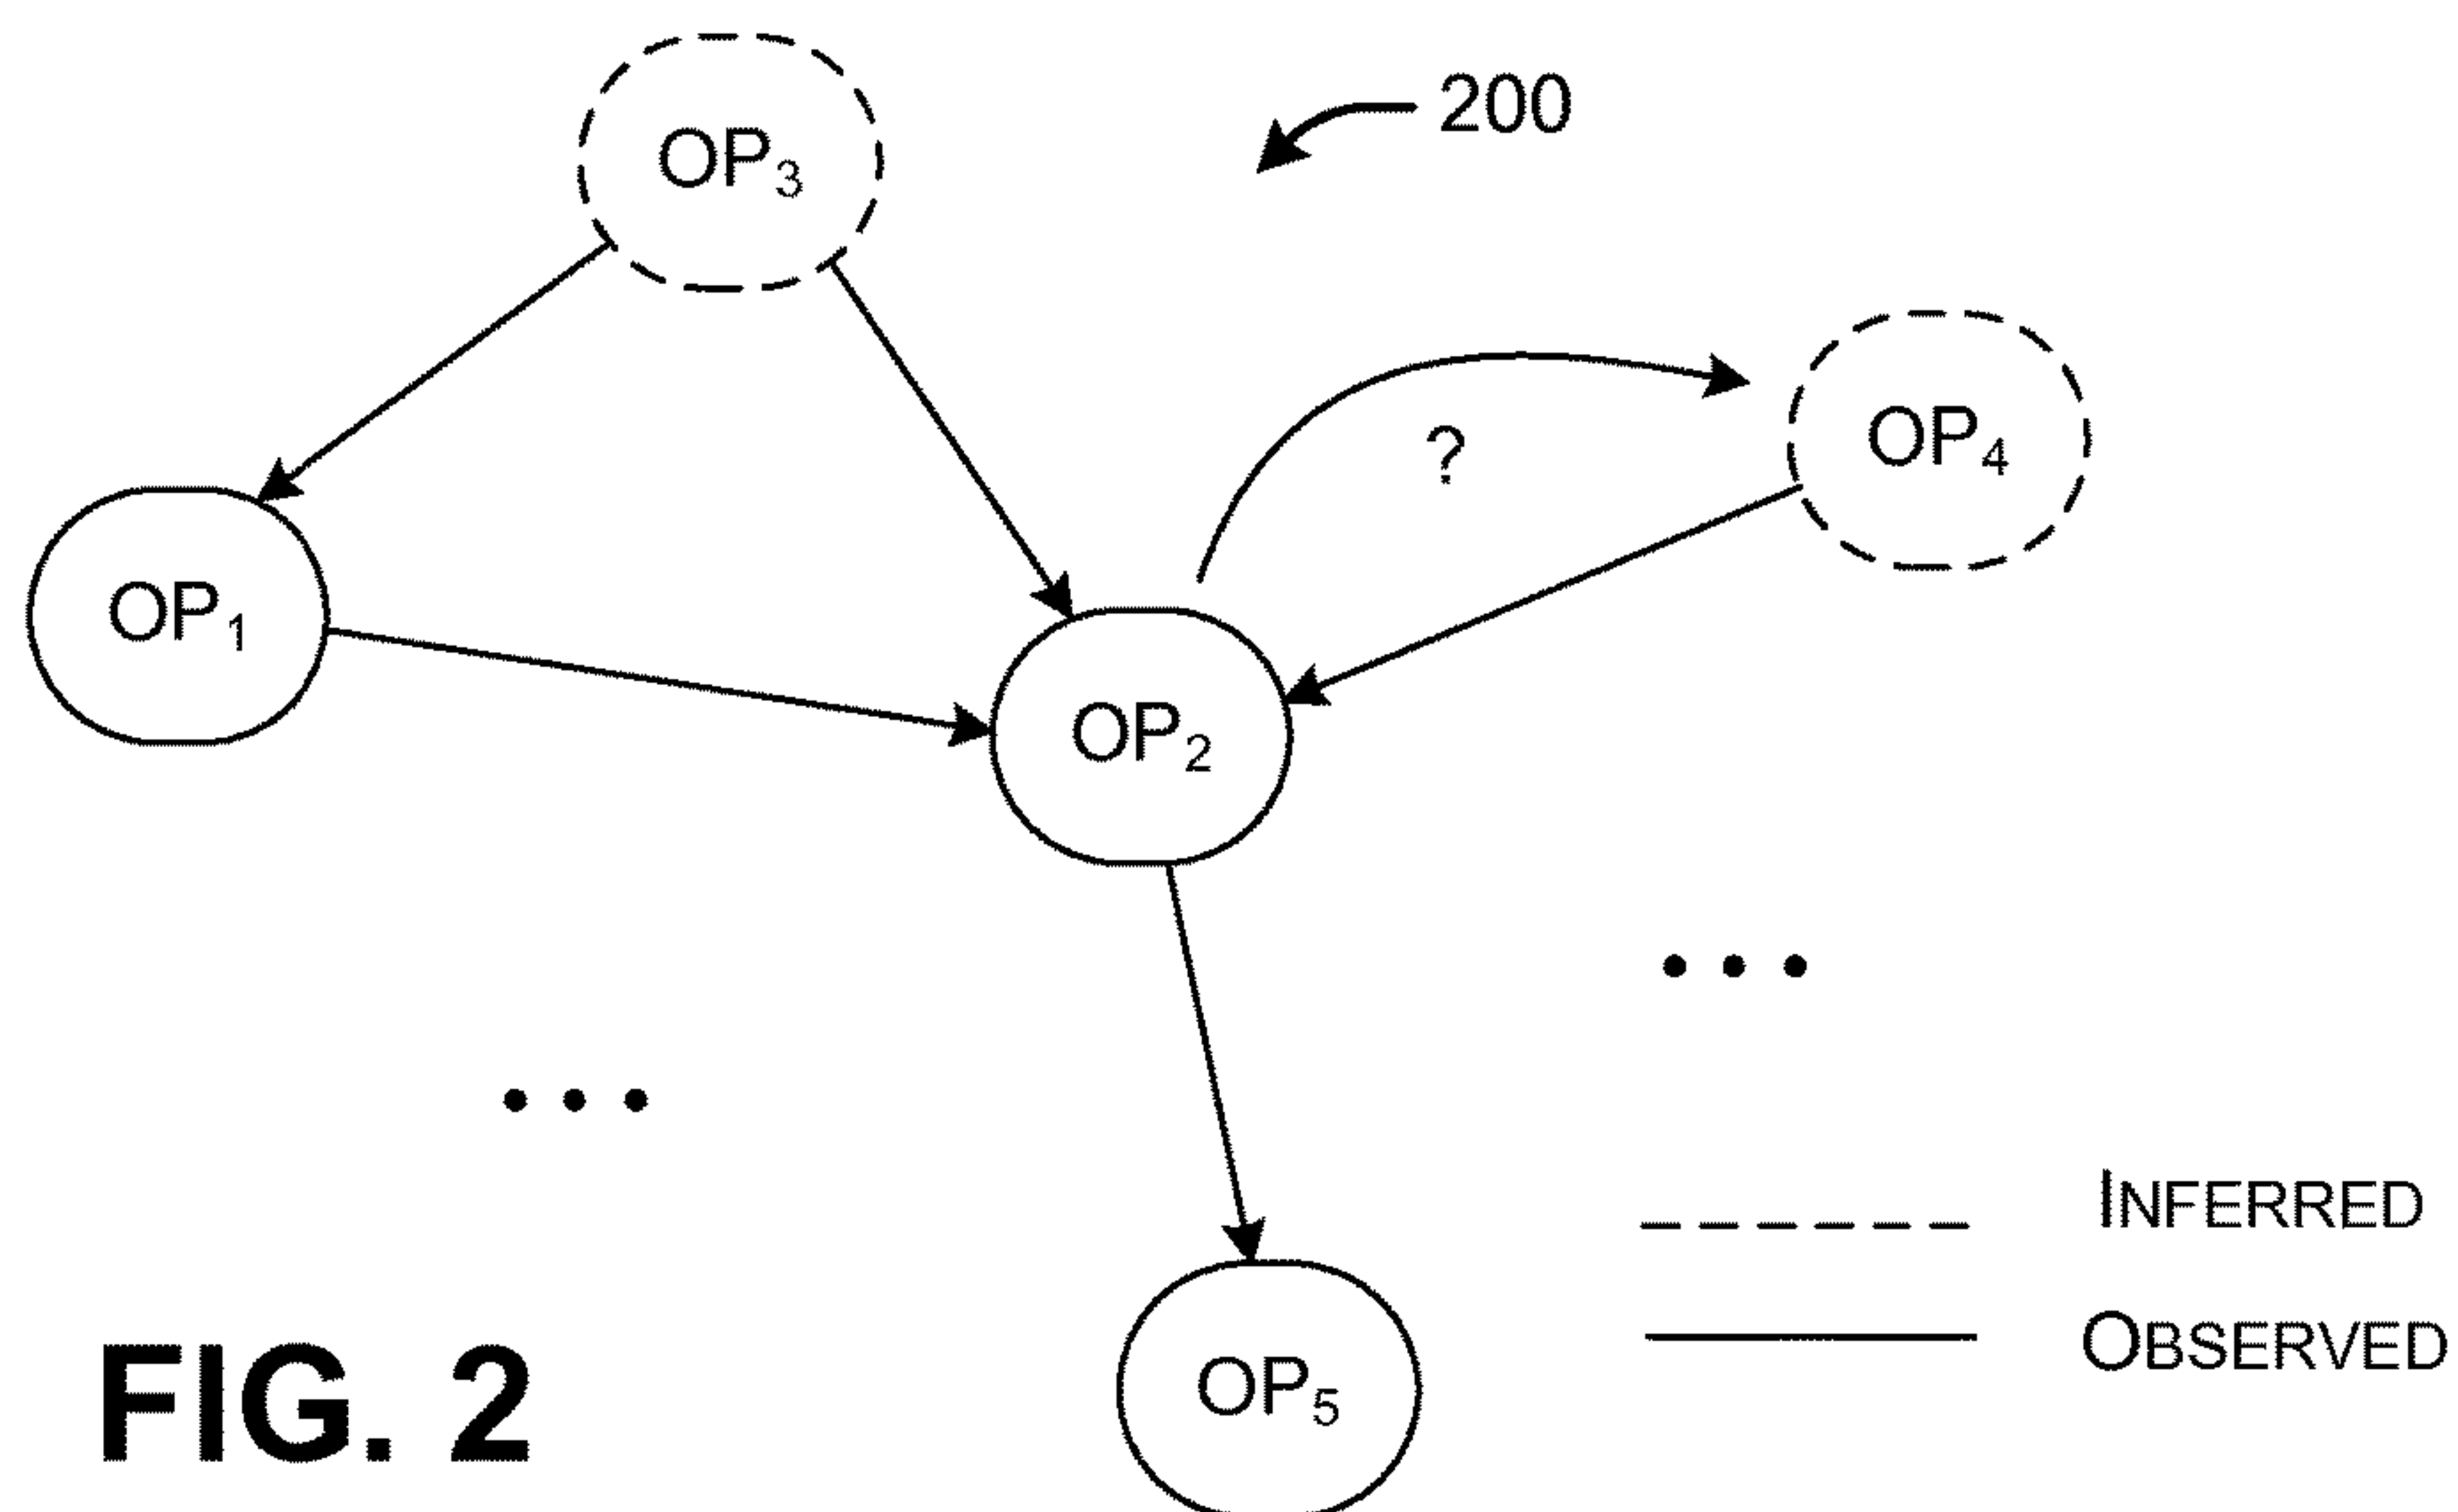 OP₃
200
OP₄
?
OP₁
OP₂
INFERRED
OBSERVED
OP₅
FIG. 2